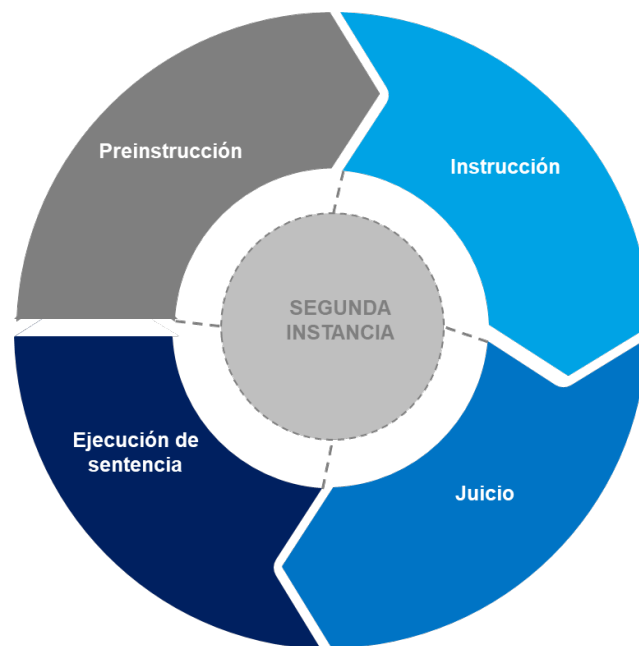 Preinstrucción
Instrucción
SEGUNDA
INSTANCIA
Ejecución de
sentencia
Juicio